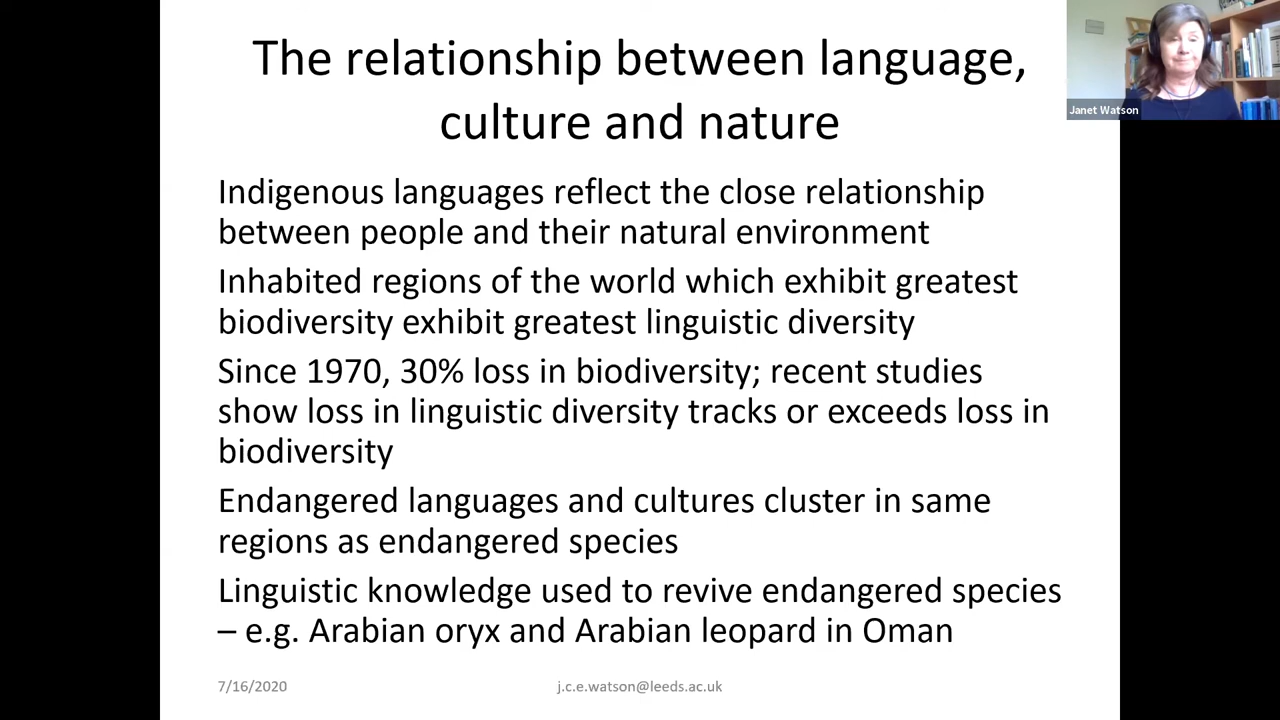 The relationship between language,
culture and nature
Janet Watson
Indigenous languages reflect the close relationship
between people and their natural environment
Inhabited regions of the world which exhibit greatest
biodiversity exhibit greatest linguistic diversity
Since 1970, 30% loss in biodiversity; recent studies
show loss in linguistic diversity tracks or exceeds loss in
biodiversity
Endangered languages and cultures cluster in same
regions as endangered species
Linguistic knowledge used to revive endangered species
– e.g. Arabian oryx and Arabian leopard in Oman
7/16/2020
j.c.e.watson@leeds.ac.uk